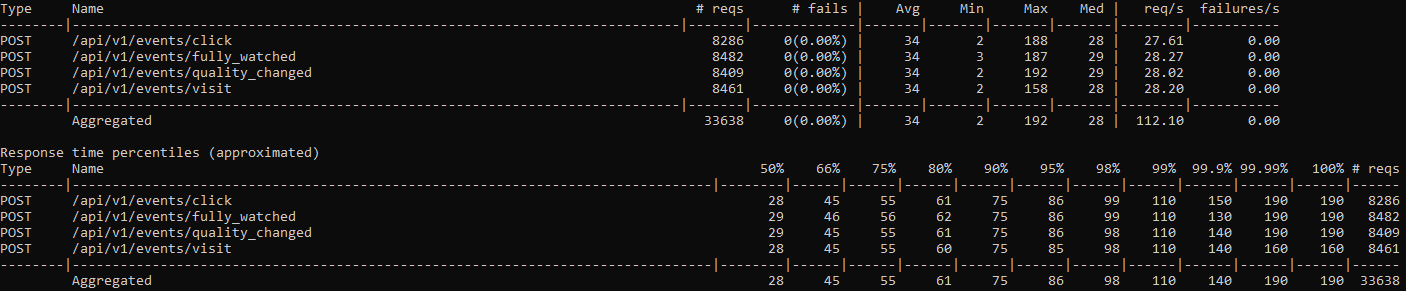 Type     Name                                                                          # reqs      # fails |    Avg     Min     Max    Med |   req/s  failures/s
--------|----------------------------------------------------------------------------|-------|-------------|-------|-------|-------|-------|--------|-----------
POST     /api/v1/events/click                                                            8286     0(0.00%) |     34       2     188     28 |   27.61        0.00
POST     /api/v1/events/fully_watched                                                    8482     0(0.00%) |     34       3     187     29 |   28.27        0.00
POST     /api/v1/events/quality_changed                                                  8409     0(0.00%) |     34       2     192     29 |   28.02        0.00
POST     /api/v1/events/visit                                                            8461     0(0.00%) |     34       2     158     28 |   28.20        0.00
--------|----------------------------------------------------------------------------|-------|-------------|-------|-------|-------|-------|--------|-----------
         Aggregated                                                                     33638     0(0.00%) |     34       2     192     28 |  112.10        0.00
Response time percentiles (approximated)
Type     Name                                                                                  50%    66%    75%    80%    90%    95%    98%    99%  99.9% 99.99%   100% # reqs
--------|--------------------------------------------------------------------------------|--------|------|------|------|------|------|------|------|------|------|------|------
POST     /api/v1/events/click                                                                   28     45     55     61     75     86     99    110    150    190    190   8286
POST     /api/v1/events/fully_watched                                                           29     46     56     62     75     86     99    110    130    190    190   8482
POST     /api/v1/events/quality_changed                                                         29     45     55     61     75     86     98    110    140    190    190   8409
POST     /api/v1/events/visit                                                                   28     45     55     60     75     85     98    110    140    160    160   8461
--------|--------------------------------------------------------------------------------|--------|------|------|------|------|------|------|------|------|------|------|------
         Aggregated                                                                             28     45     55     61     75     86     98    110    140    190    190  33638